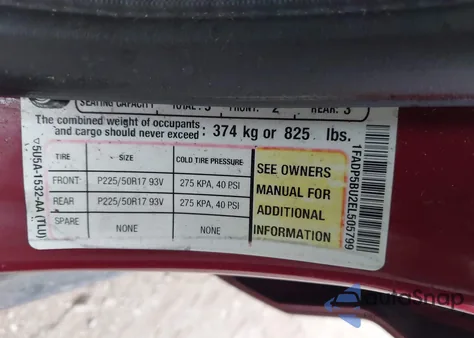 SEATING CAPACITY TOTAL: 5 FRONT: 2 REAR: 3
The combined weight of occupants
and cargo should never exceed: 374 kg or 825 lbs.
TIRE SIZE COLD TIRE PRESSURE
FRONT P225/50R17 93V 275 KPA, 40 PSI
REAR P225/50R17 93V 275 KPA, 40 PSI
SPARE NONE NONE
SEE OWNERS
MANUAL FOR
ADDITIONAL
INFORMATION
1FADP5BU2EL505799
5U5A-1532-AA (TLU)
AutoSnap